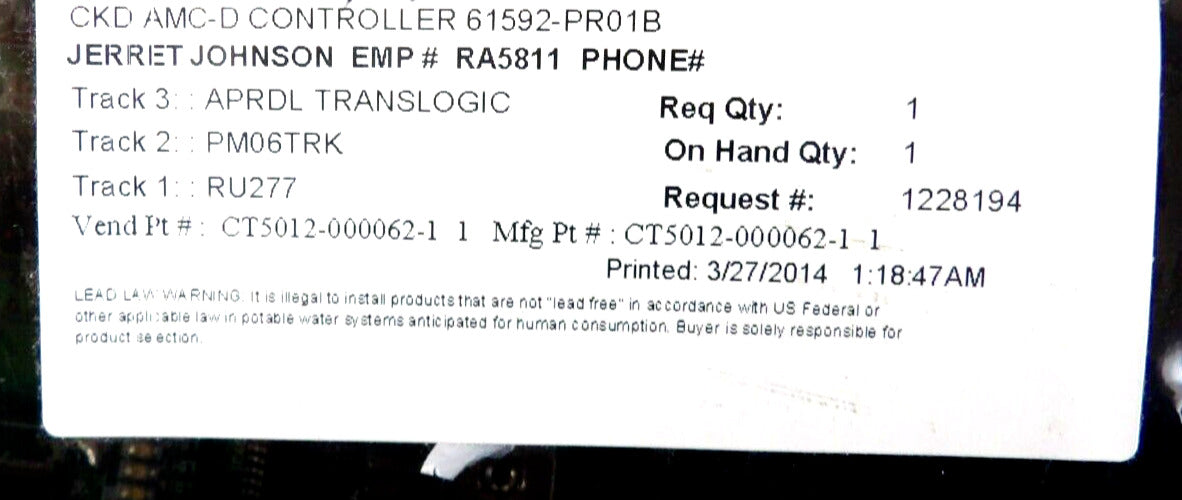 CKD AMC-D CONTROLLER 61592-PR01B
JERRET JOHNSON EMP # RA5811 PHONE#
Track 3: : APRDL TRANSLOGIC Req Qty: 1
Track 2: : PM06TRK On Hand Qty: 1
Track 1: : RU277 Request #: 1228194
Vend Pt # : CT5012-000062-1 1 Mfg Pt # : CT5012-000062-1 1
Printed: 3/27/2014 1:18:47AM
LEAD LAW WARNING: It is illegal to install products that are not "lead free" in accordance with US Federal or
other applicable law in potable water systems anticipated for human consumption. Buyer is solely responsible for
product selection.